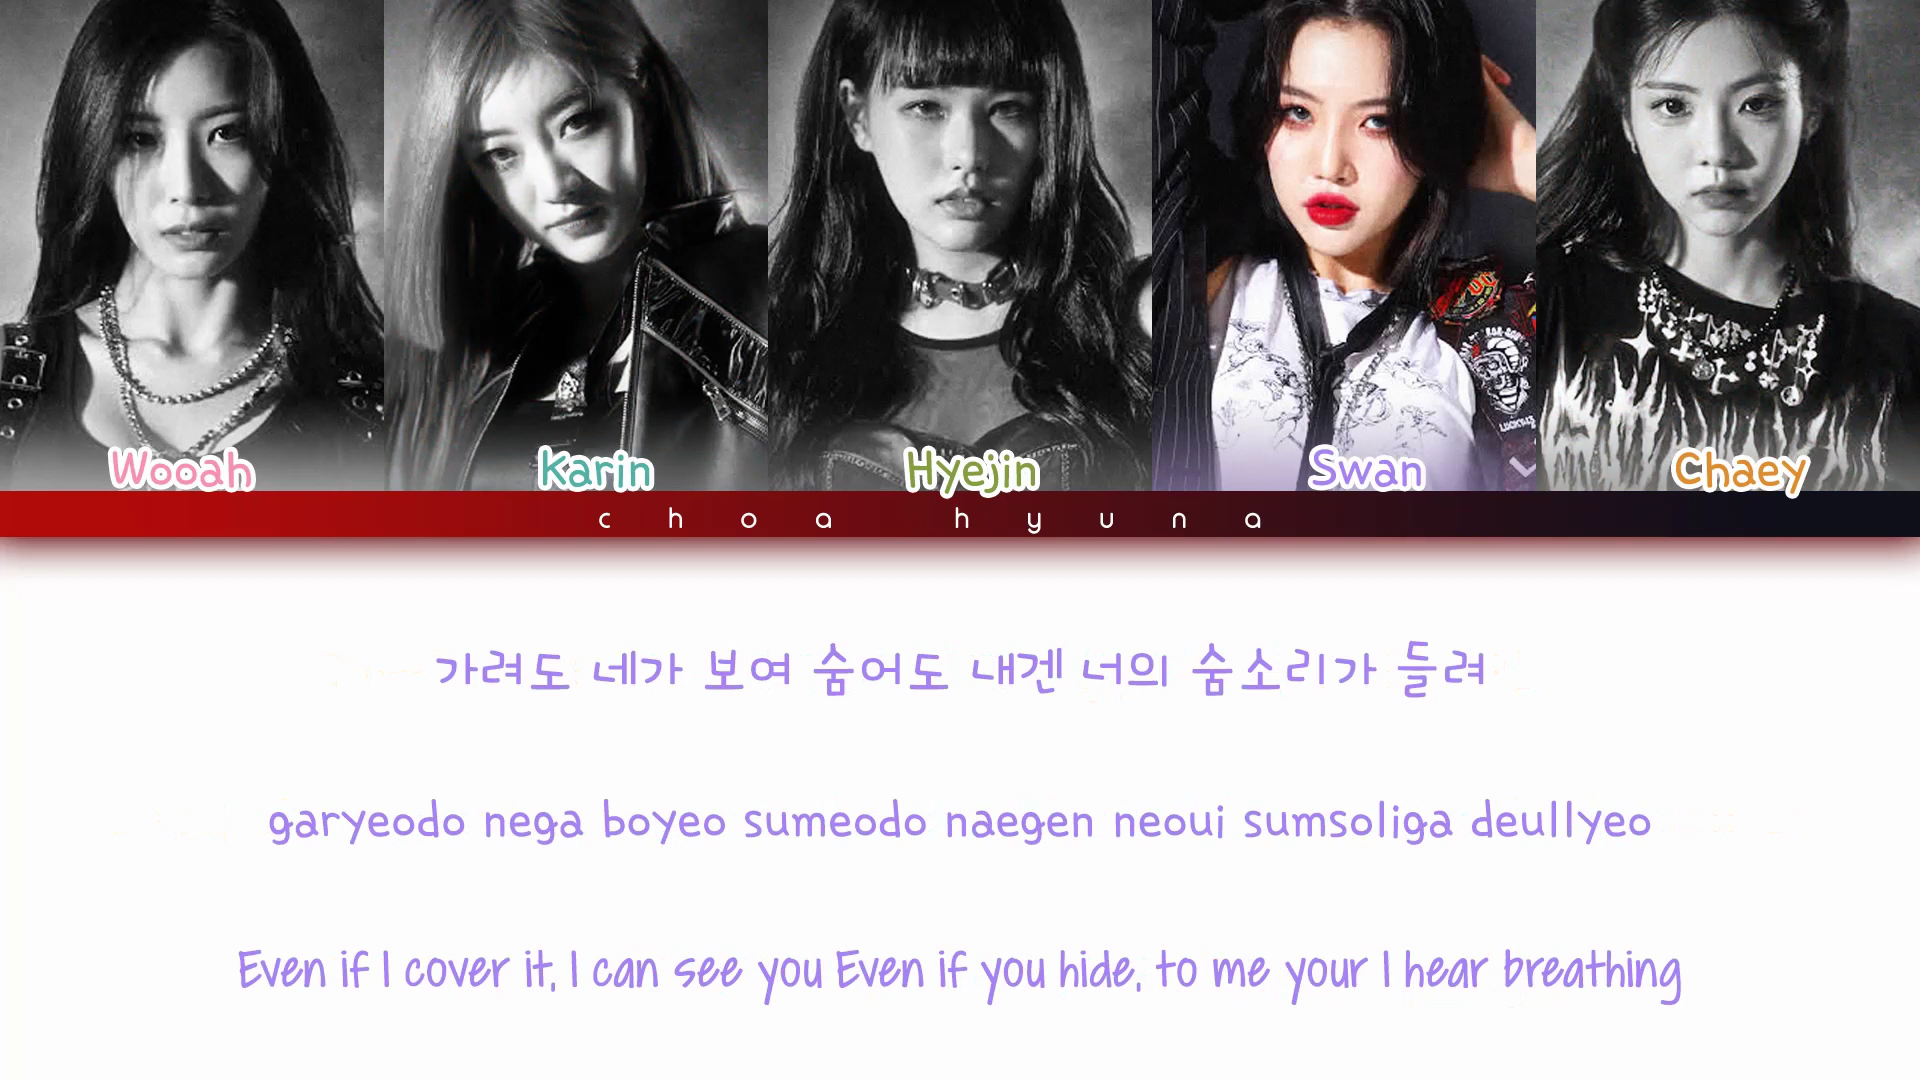 Wooah Karin Hyejin Swan Chaey
choa hyuna
가려도 네가 보여 숨어도 내겐 너의 숨소리가 들려
garyeodo nega boyeo sumeodo naegen neoui sumsoliga deullyeo
Even if I cover it, I can see you Even if you hide, to me your I hear breathing